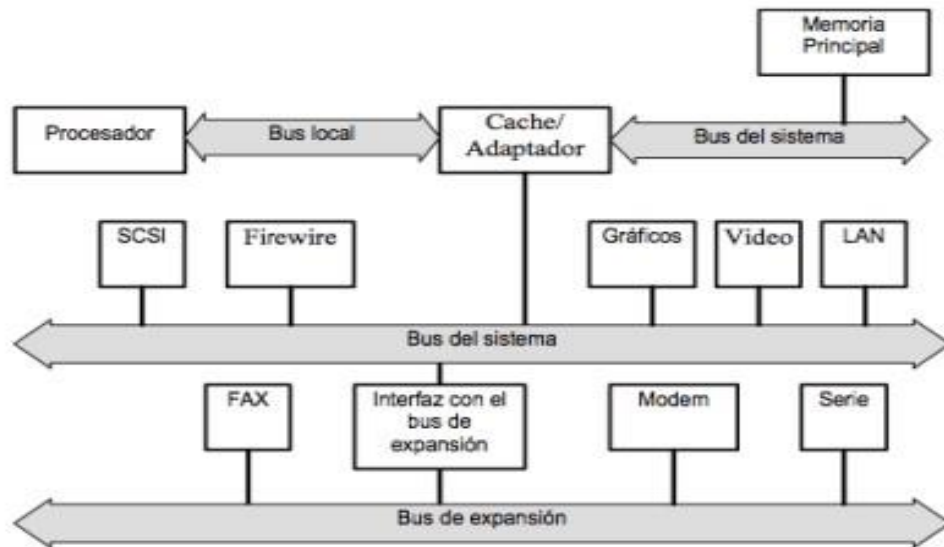 Memoria
Principal
Procesador
Bus local
Cache/
Adaptador
Bus del sistema
SCSI
Firewire
Gráficos
Video
LAN
Bus del sistema
FAX
Interfaz con el
bus de
expansión
Modem
Serie
Bus de expansión